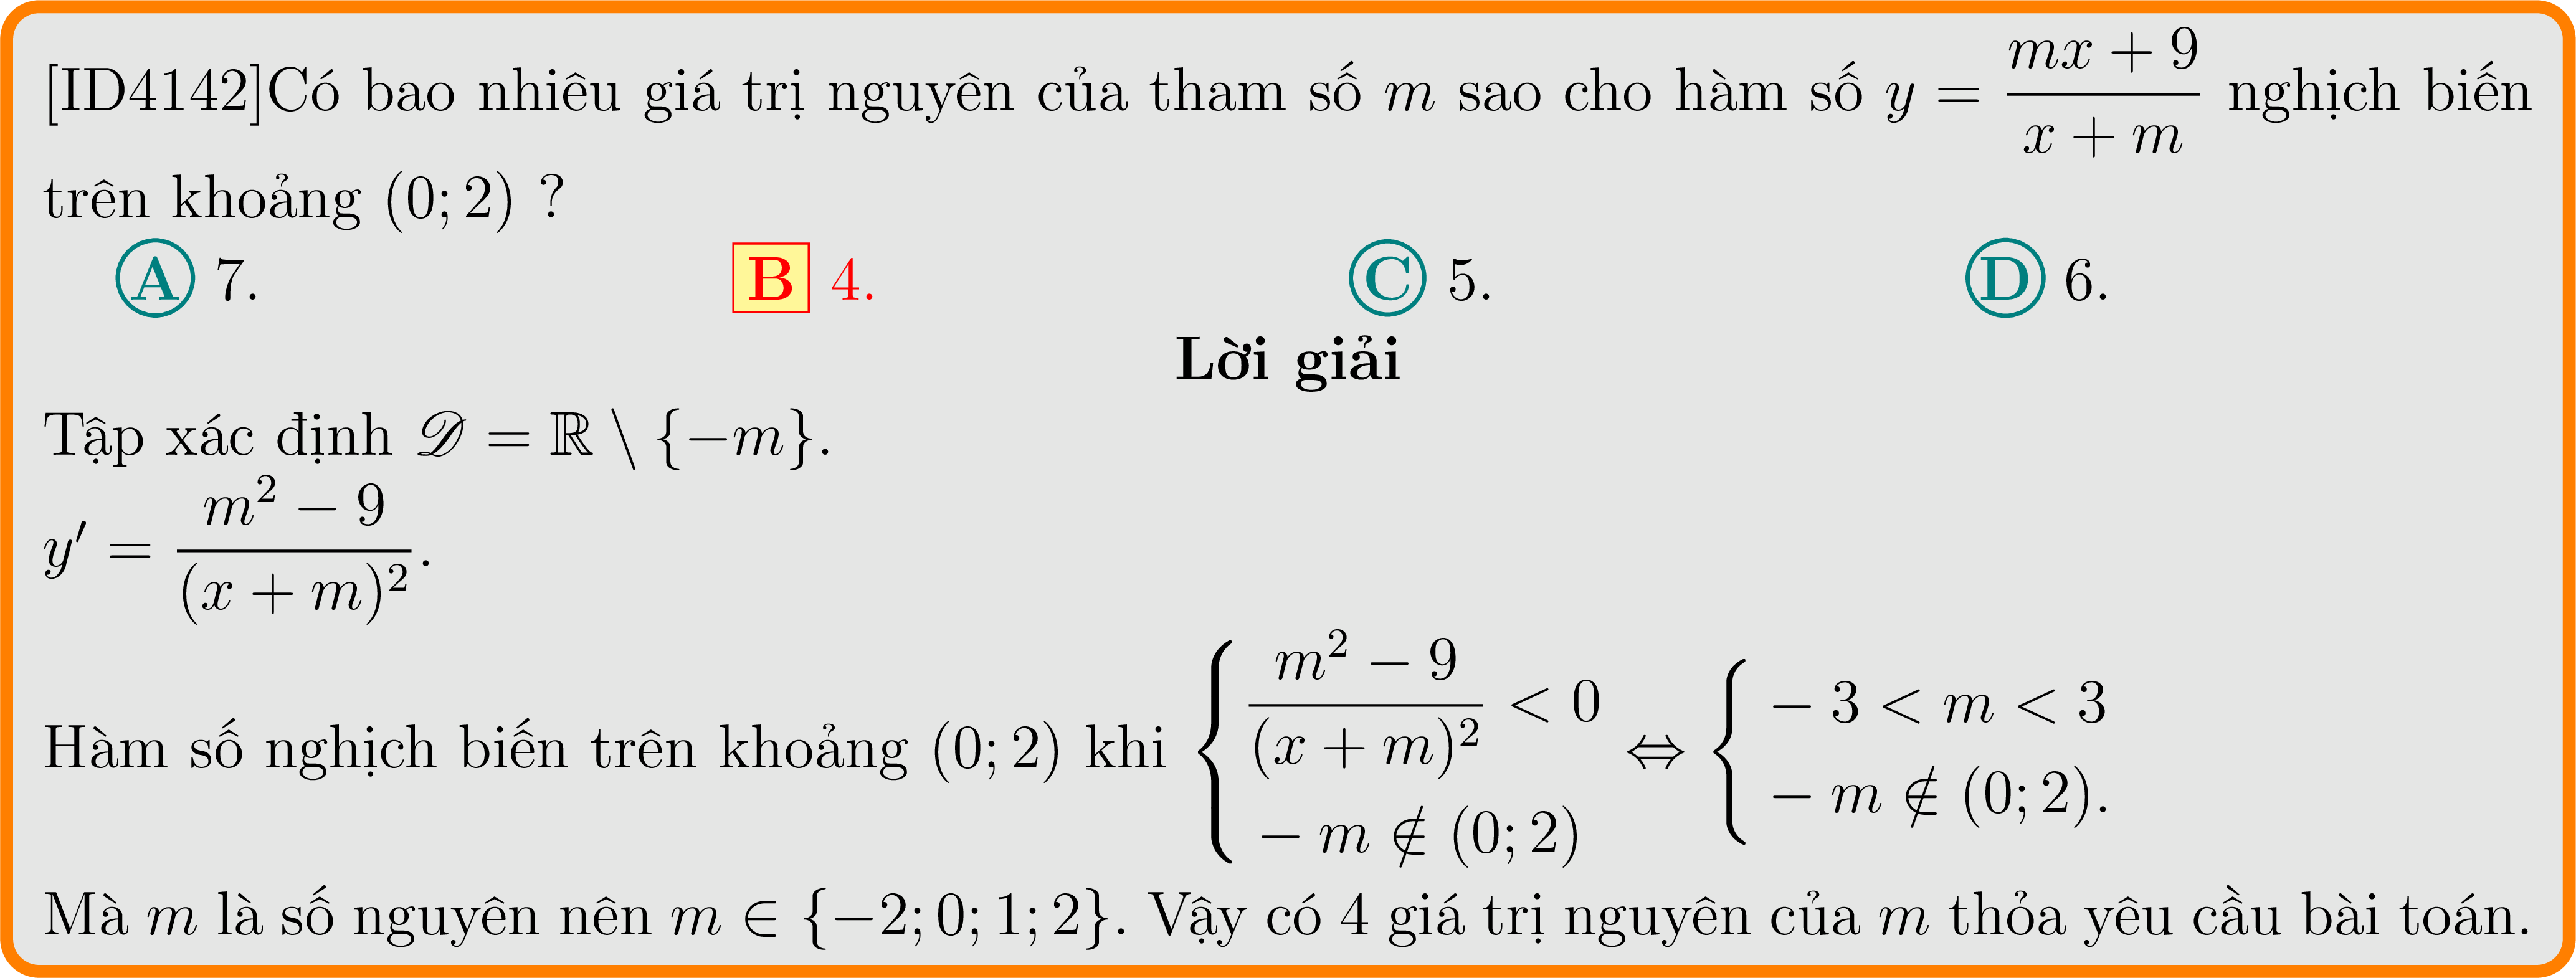 [ID4142]Có bao nhiêu giá trị nguyên của tham số $m$ sao cho hàm số $y = \dfrac{mx + 9}{x + m}$ nghịch biến
trên khoảng $(0; 2)$ ?
A 7. B 4. C 5. D 6.
Lời giải
Tập xác định $\mathscr{D} = \mathbb{R} \setminus \{-m\}$.
$y' = \dfrac{m^2 - 9}{(x + m)^2}$.
Hàm số nghịch biến trên khoảng $(0; 2)$ khi $\begin{cases} \dfrac{m^2 - 9}{(x + m)^2} < 0 \\ -m \notin (0; 2) \end{cases} \Leftrightarrow \begin{cases} -3 < m < 3 \\ -m \notin (0; 2). \end{cases}$
Mà $m$ là số nguyên nên $m \in \{-2; 0; 1; 2\}$. Vậy có 4 giá trị nguyên của $m$ thỏa yêu cầu bài toán.